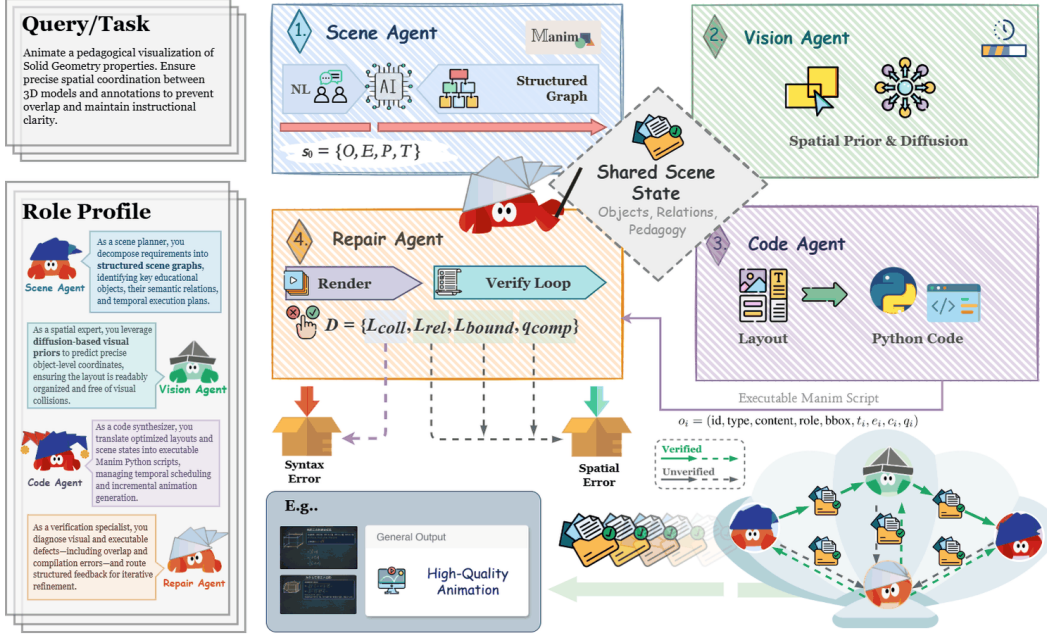 Query/Task
Animate a pedagogical visualization of
Solid Geometry properties. Ensure
precise spatial coordination between
3D models and annotations to prevent
overlap and maintain instructional
clarity.
Role Profile
As a scene planner, you
decompose requirements into
structured scene graphs,
identifying key educational
objects, their semantic relations,
and temporal execution plans.
Scene Agent
As a spatial expert, you leverage
diffusion-based visual
priors to predict precise
object-level coordinates,
ensuring the layout is readably
organized and free of visual
collisions.
Vision Agent
As a code synthesizer, you
translate optimized layouts and
scene states into executable
Manim Python scripts,
managing temporal scheduling
and incremental animation
generation.
Code Agent
As a verification specialist, you
diagnose visual and executable
defects—including overlap and
compilation errors—and route
structured feedback for iterative
refinement.
Repair Agent
1.
Scene Agent
Manim
NL
AI
Structured
Graph
s₀ = {O, E, P, T}
2.
Vision Agent
Spatial Prior & Diffusion
Shared Scene
State
Objects, Relations,
Pedagogy
3.
Code Agent
T
Layout
Python Code
4.
Repair Agent
Render
Verify Loop
D = {L_coll, L_rel, L_bound, q_comp}
Executable Manim Script
o_i = (id, type, content, role, bbox, t_i, e_i, c_i, q_i)
Syntax
Error
Spatial
Error
Verified
Unverified
E.g..
General Output
High-Quality
Animation